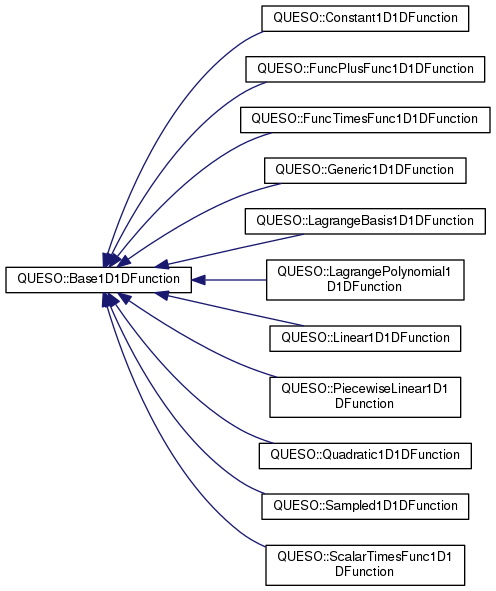 QUESO::Constant1D1DFunction
QUESO::FuncPlusFunc1D1DFunction
QUESO::FuncTimesFunc1D1DFunction
QUESO::Generic1D1DFunction
QUESO::LagrangeBasis1D1DFunction
QUESO::Base1D1DFunction
QUESO::LagrangePolynomial1
D1DFunction
QUESO::Linear1D1DFunction
QUESO::PiecewiseLinear1D1
DFunction
QUESO::Quadratic1D1DFunction
QUESO::Sampled1D1DFunction
QUESO::ScalarTimesFunc1D1
DFunction